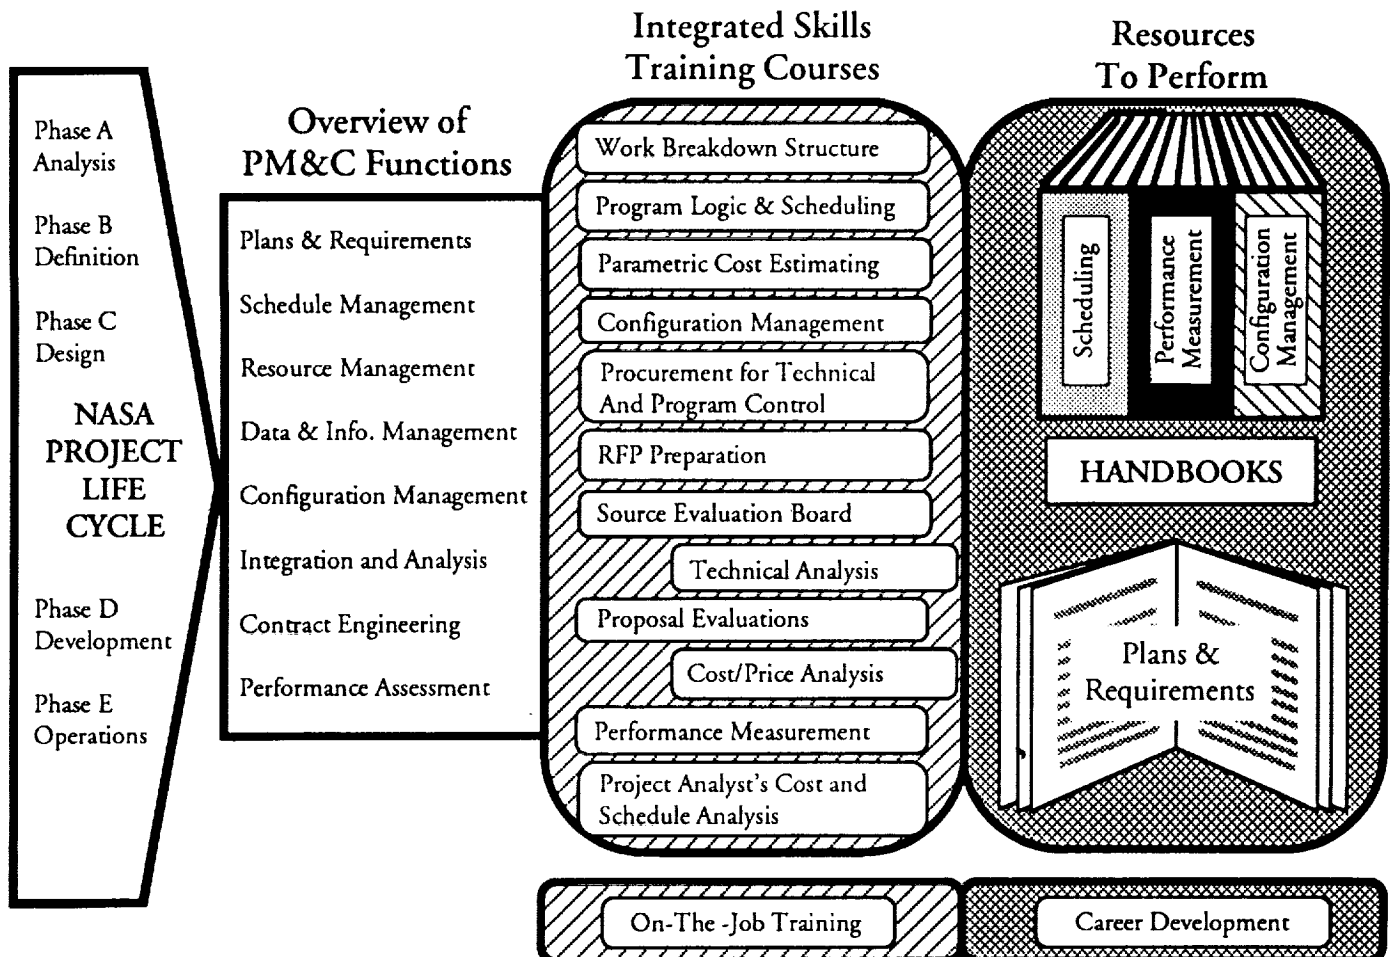 Phase A
Analysis
Phase B
Definition
Phase C
Design
NASA
PROJECT
LIFE
CYCLE
Phase D
Development
Phase E
Operations
Overview of
PM&C Functions
Plans & Requirements
Schedule Management
Resource Management
Data & Info. Management
Configuration Management
Integration and Analysis
Contract Engineering
Performance Assessment
Integrated Skills
Training Courses
Work Breakdown Structure
Program Logic & Scheduling
Parametric Cost Estimating
Configuration Management
Procurement for Technical
And Program Control
RFP Preparation
Source Evaluation Board
Technical Analysis
Proposal Evaluations
Cost/Price Analysis
Performance Measurement
Project Analyst's Cost and
Schedule Analysis
On-The -Job Training
Resources
To Perform
Scheduling
Performance
Measurement
Configuration
Management
HANDBOOKS
Plans &
Requirements
Career Development